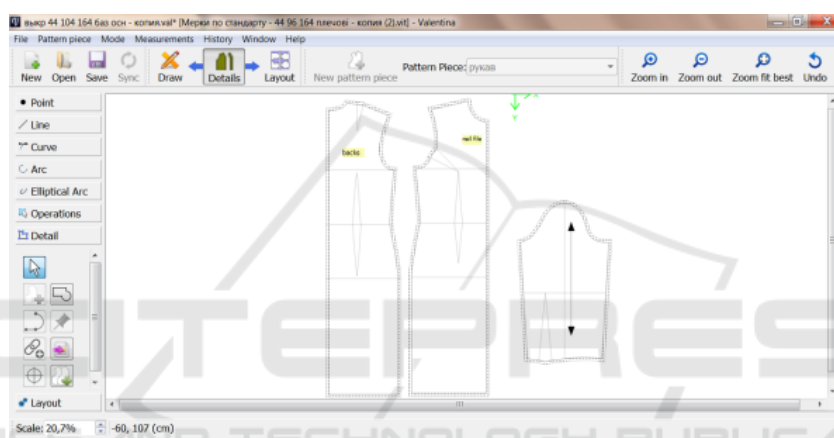 выкр 44 104 164 баз осн - копия.val* [Мерки по стандарту - 44 96 164 плечові - копия (2).vit] - Valentina
File Pattern piece Mode Measurements History Window Help
New Open Save Sync Draw Details Layout New pattern piece Pattern Piece: рукав Zoom in Zoom out Zoom fit best Undo
Point
Line
Curve
Arc
Elliptical Arc
Operations
Detail
Layout
backs
Scale: 20,7% -60, 107 (cm)